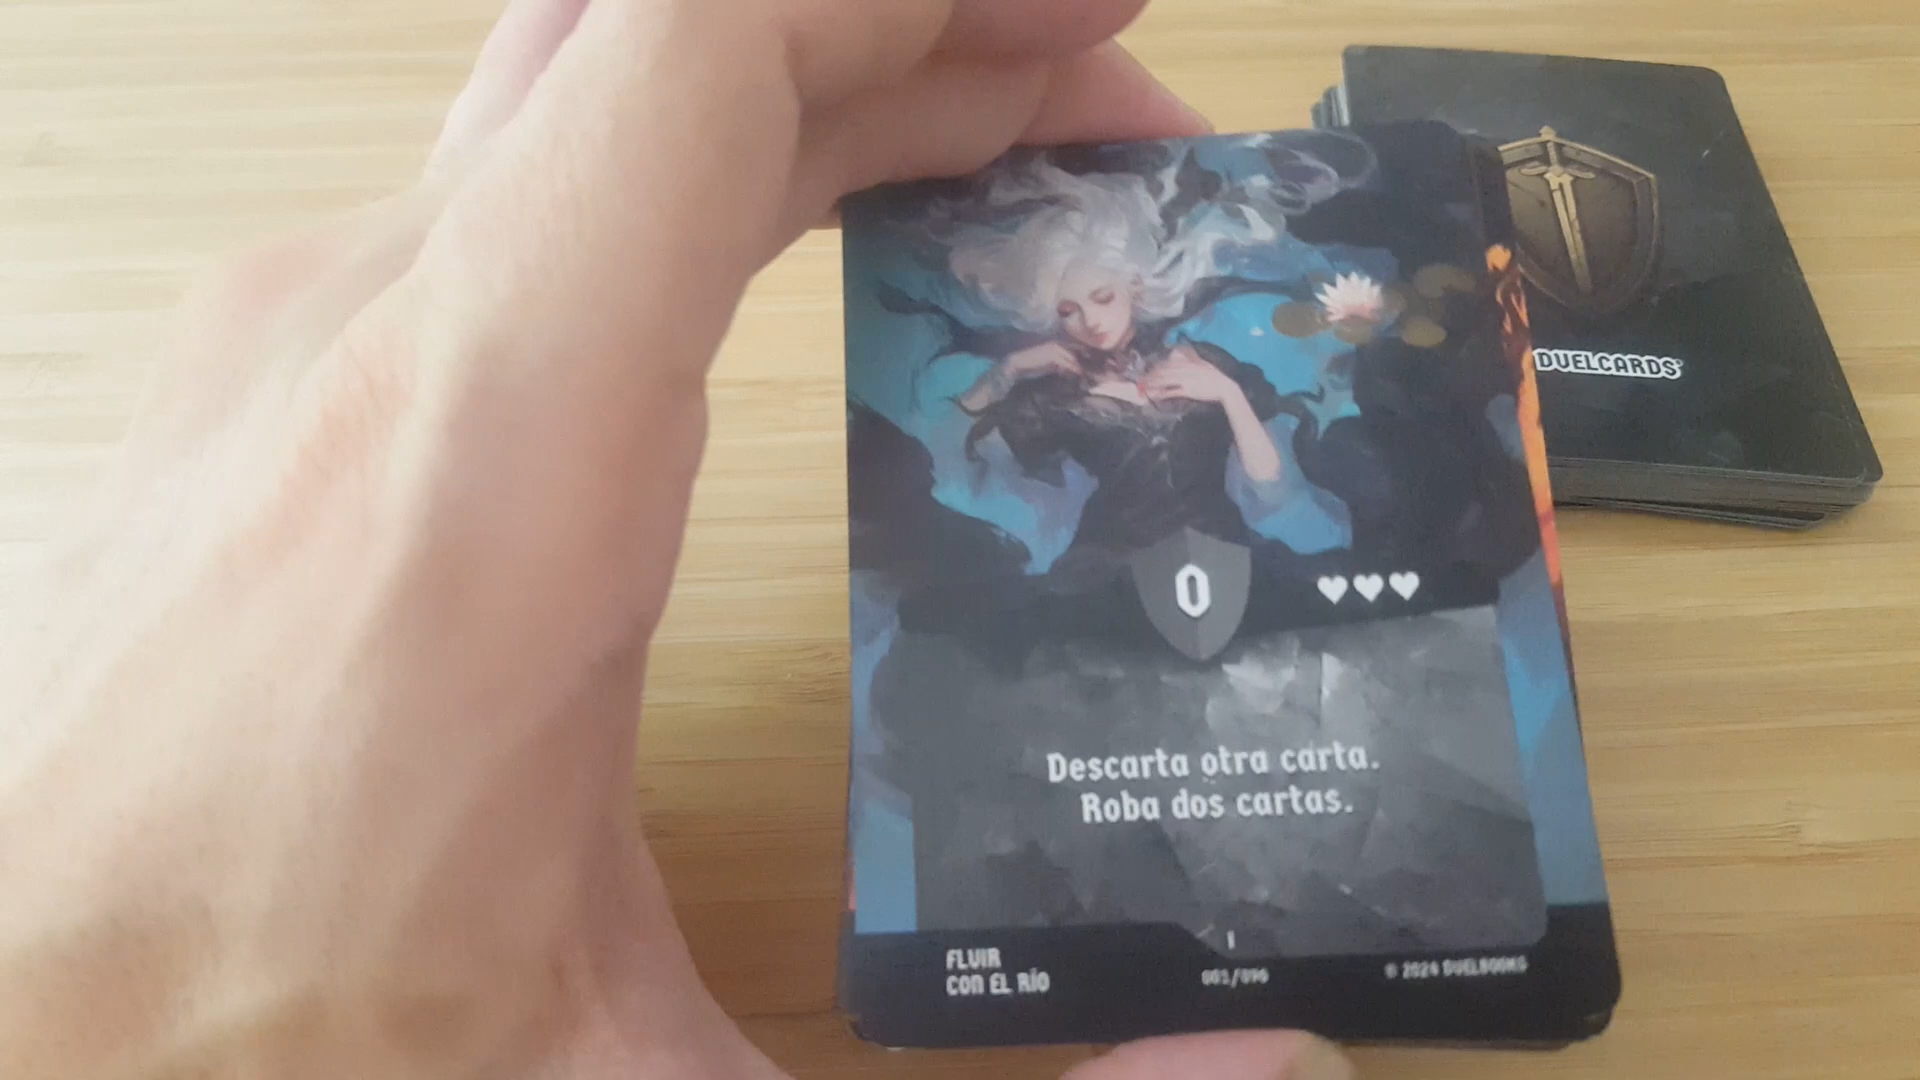 DUELCARDS®
0
Descarta otra carta.
Roba dos cartas.
FLUIR
CON EL RÍO
I
001/096
© 2024 DUELBOOKS